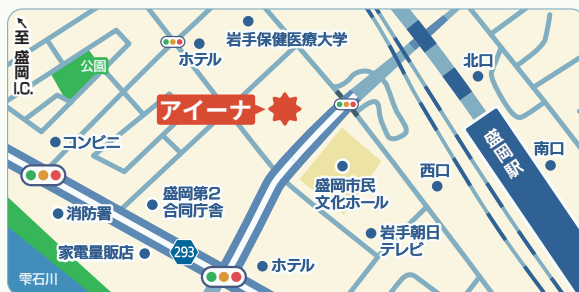 至 盛岡I.C.
公園
ホテル
岩手保健医療大学
北口
アイーナ
盛岡駅
南口
コンビニ
盛岡市民
文化ホール
西口
盛岡第2
合同庁舎
消防署
岩手朝日
テレビ
家電量販店
293
ホテル
雫石川